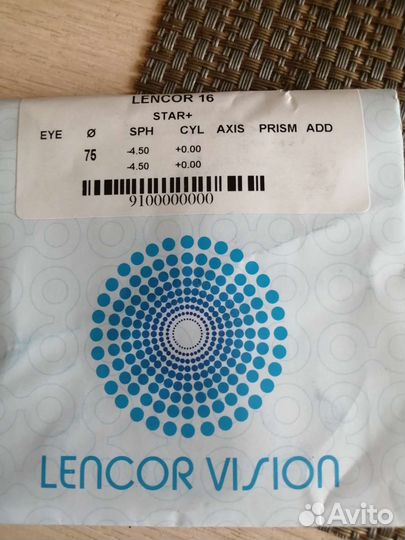 LENCOR 16
STAR+
EYE Ø SPH CYL AXIS PRISM ADD
75 -4.50 +0.00
-4.50 +0.00
9100000000
LENCOR VISION
Avito